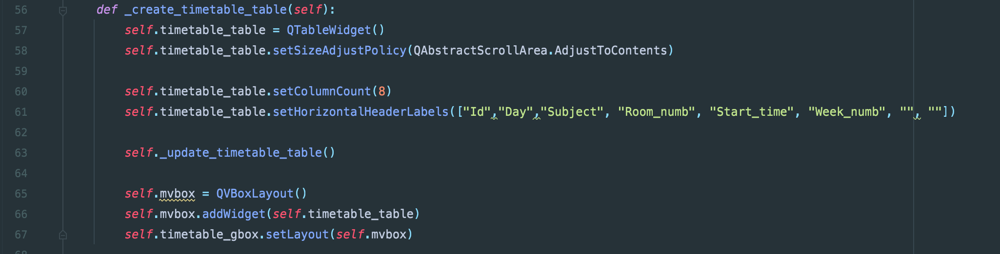 56 def _create_timetable_table(self):
57 self.timetable_table = QTableWidget()
58 self.timetable_table.setSizeAdjustPolicy(QAbstractScrollArea.AdjustToContents)
59
60 self.timetable_table.setColumnCount(8)
61 self.timetable_table.setHorizontalHeaderLabels(["Id","Day","Subject", "Room_numb", "Start_time", "Week_numb", "", ""])
62
63 self._update_timetable_table()
64
65 self.mvbox = QVBoxLayout()
66 self.mvbox.addWidget(self.timetable_table)
67 self.timetable_gbox.setLayout(self.mvbox)
68